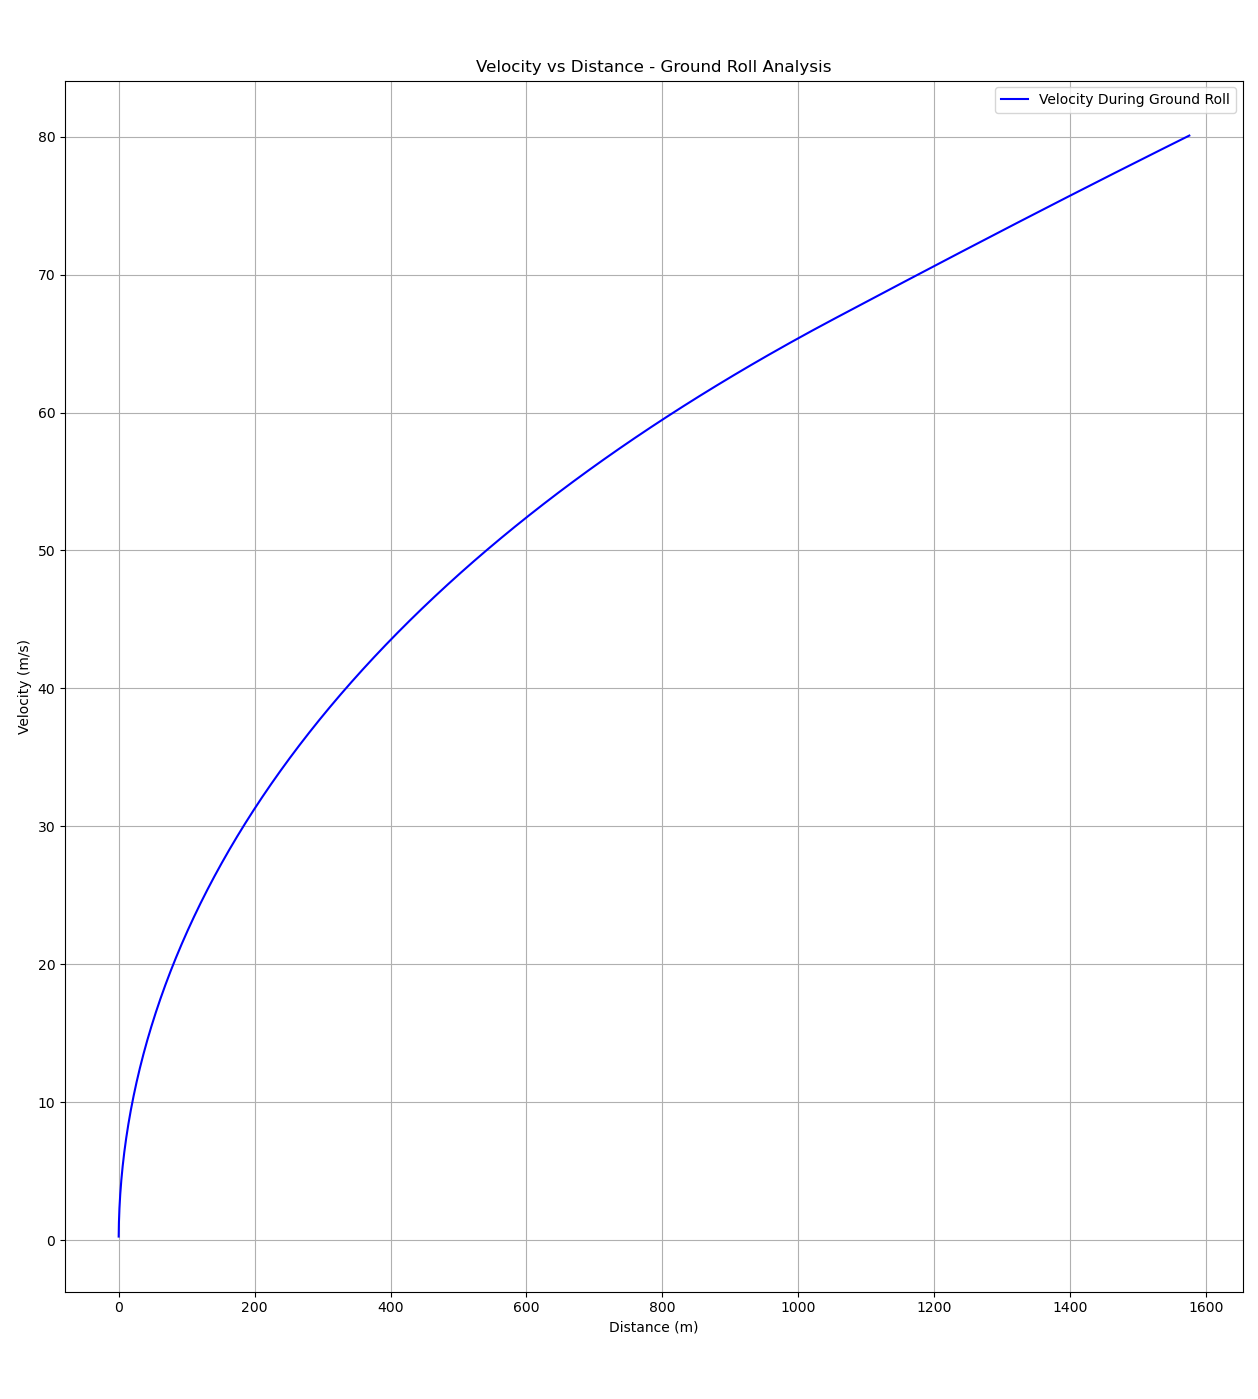 Velocity vs Distance - Ground Roll Analysis
Velocity During Ground Roll
80
70
60
50
40
30
20
10
0
Velocity (m/s)
0 200 400 600 800 1000 1200 1400 1600
Distance (m)